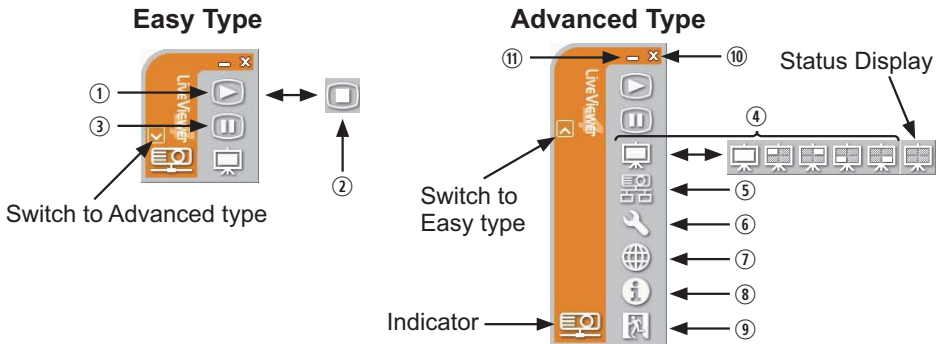 Easy Type
Advanced Type
– x
LiveViewer
①
③
②
Switch to Advanced type
⑪
– x
⑩
Status Display
LiveViewer
④
Switch to
Easy type
⑤
⑥
⑦
⑧
i
Indicator
⑨